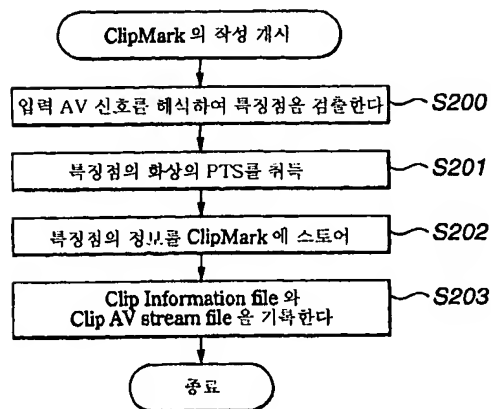 ClipMark 의 작성 개시
입력 AV 신호를 해석하여 특징점을 검출한다
S200
특징점의 화상의 PTS를 취득
S201
특징점의 정보를 ClipMark 에 스토어
S202
Clip Information file 와
Clip AV stream file 을 기록한다
S203
종료